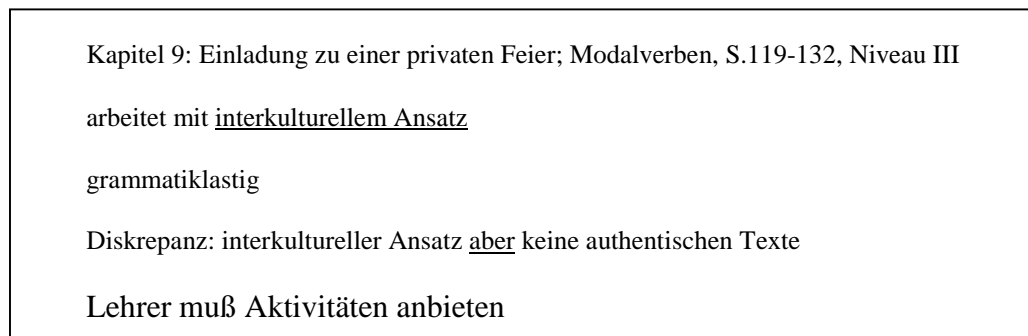 Kapitel 9: Einladung zu einer privaten Feier; Modalverben, S.119-132, Niveau III
arbeitet mit interkulturellem Ansatz
grammatiklastig
Diskrepanz: interkultureller Ansatz aber keine authentischen Texte
Lehrer muß Aktivitäten anbieten